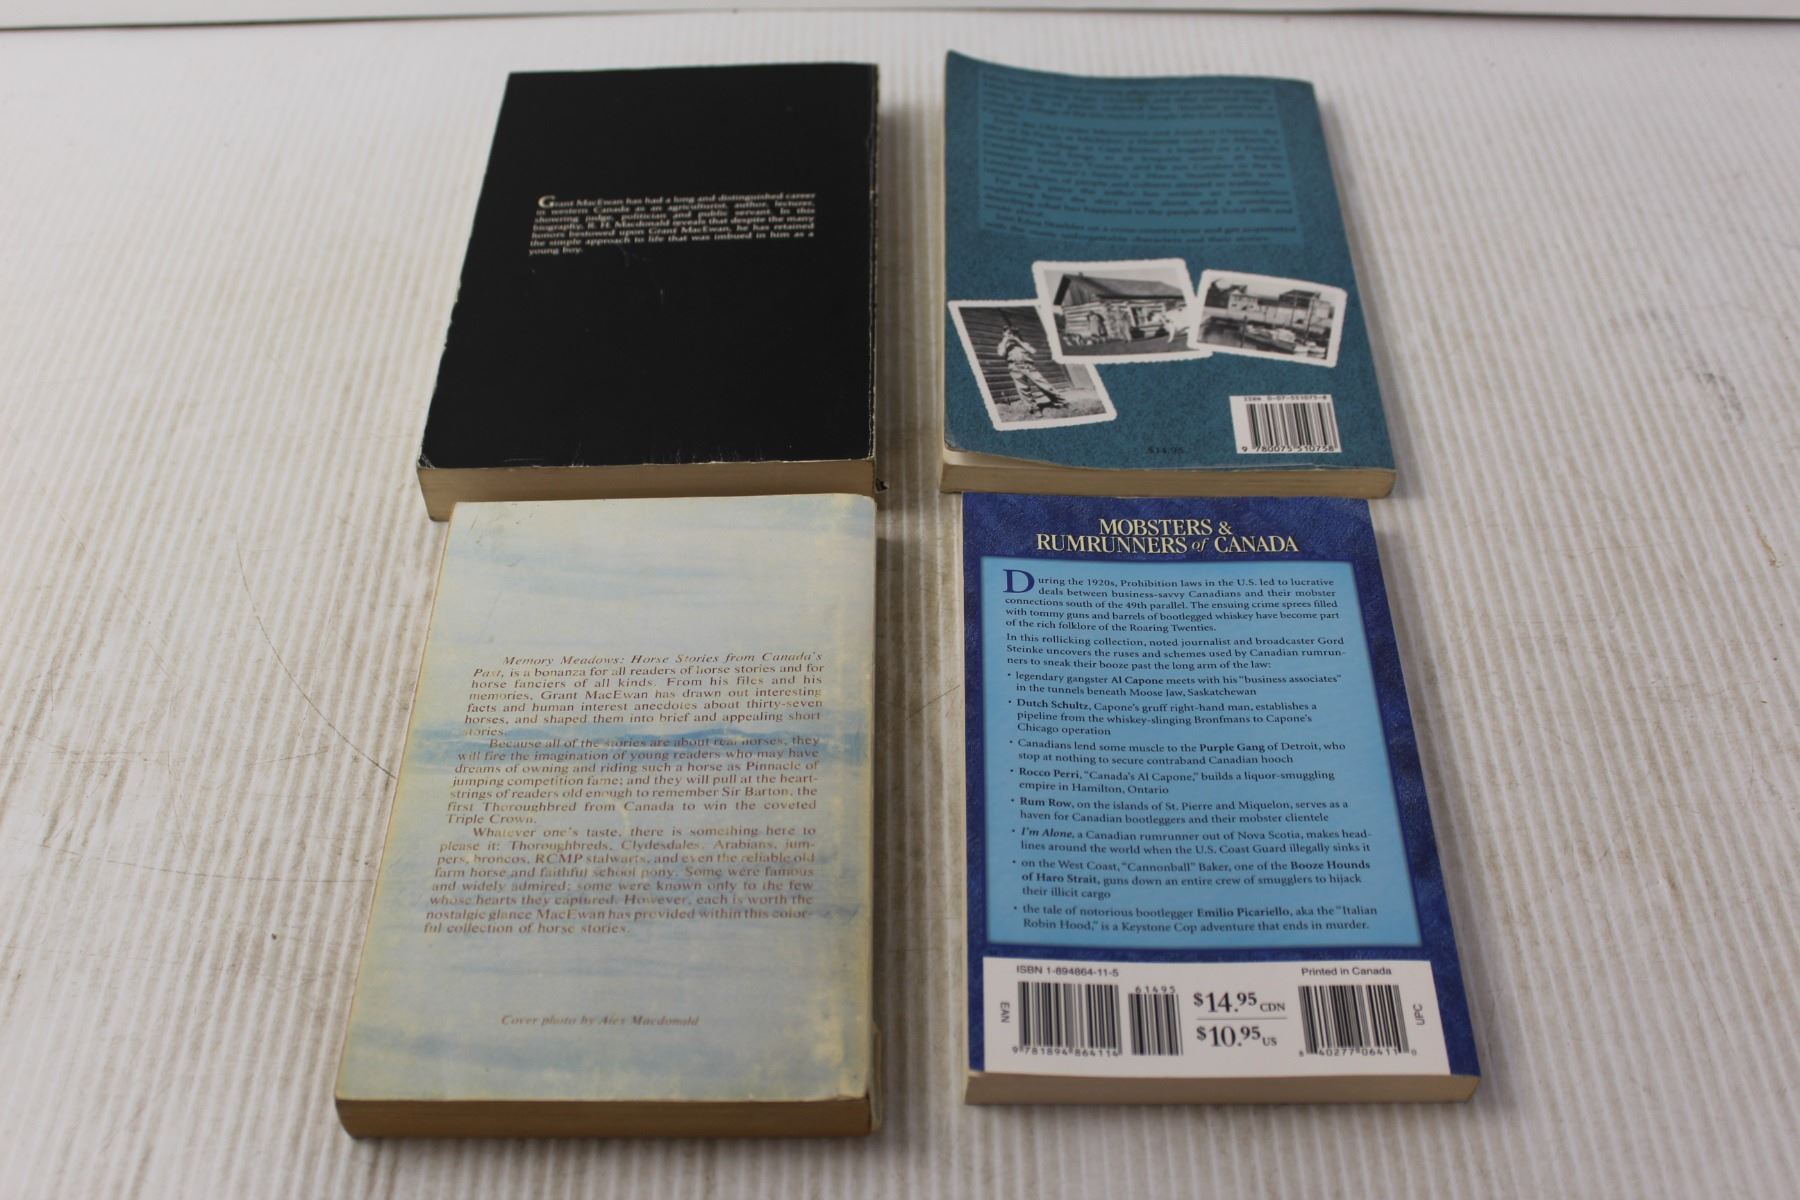 Grant MacEwan has had a long and distinguished career
in western Canada as an agriculturist, author, lecturer,
showring judge, politician and public servant. In this
biography, R. H. Macdonald reveals that despite the many
honors bestowed upon Grant MacEwan, he has retained
the simple approach to life that was imbued in him as a
young boy.
ISBN 0-07-551075-8
9 780075 510758
$14.95
Memory Meadows: Horse Stories from Canada's
Past, is a bonanza for all readers of horse stories and for
horse fanciers of all kinds. From his files and his
memories, Grant MacEwan has drawn out interesting
facts and human interest anecdotes about thirty-seven
horses, and shaped them into brief and appealing short
stories.
Because all of the stories are about real horses, they
will fire the imagination of young readers who may have
dreams of owning and riding such a horse as Pinnacle of
jumping competition fame; and they will pull at the heart-
strings of readers old enough to remember Sir Barton, the
first Thoroughbred from Canada to win the coveted
Triple Crown.
Whatever one's taste, there is something here to
please it: Thoroughbreds, Clydesdales, Arabians, jum-
pers, broncos, RCMP stalwarts, and even the reliable old
farm horse and faithful school pony. Some were famous
and widely admired; some were known only to the few
whose hearts they captured. However, each is worth the
nostalgic glance MacEwan has provided within this color-
ful collection of horse stories.
Cover photo by Alex Macdonald
MOBSTERS &
RUMRUNNERS of CANADA
During the 1920s, Prohibition laws in the U.S. led to lucrative
deals between business-savvy Canadians and their mobster
connections south of the 49th parallel. The ensuing crime sprees filled
with tommy guns and barrels of bootlegged whiskey have become part
of the rich folklore of the Roaring Twenties.
In this rollicking collection, noted journalist and broadcaster Gord
Steinke uncovers the ruses and schemes used by Canadian rumrun-
ners to sneak their booze past the long arm of the law:
• legendary gangster Al Capone meets with his "business associates"
in the tunnels beneath Moose Jaw, Saskatchewan
• Dutch Schultz, Capone's gruff right-hand man, establishes a
pipeline from the whiskey-slinging Bronfmans to Capone's
Chicago operation
• Canadians lend some muscle to the Purple Gang of Detroit, who
stop at nothing to secure contraband Canadian hooch
• Rocco Perri, "Canada's Al Capone," builds a liquor-smuggling
empire in Hamilton, Ontario
• Rum Row, on the islands of St. Pierre and Miquelon, serves as a
haven for Canadian bootleggers and their mobster clientele
• I'm Alone, a Canadian rumrunner out of Nova Scotia, makes head-
lines around the world when the U.S. Coast Guard illegally sinks it
• on the West Coast, "Cannonball" Baker, one of the Booze Hounds
of Haro Strait, guns down an entire crew of smugglers to hijack
their illicit cargo
• the tale of notorious bootlegger Emilio Picariello, aka the "Italian
Robin Hood," is a Keystone Cop adventure that ends in murder.
ISBN 1-894864-11-5
Printed in Canada
EAN
61495
9 781894 864114
$14.95 CDN
$10.95 US
8 40277 06411 0
UPC